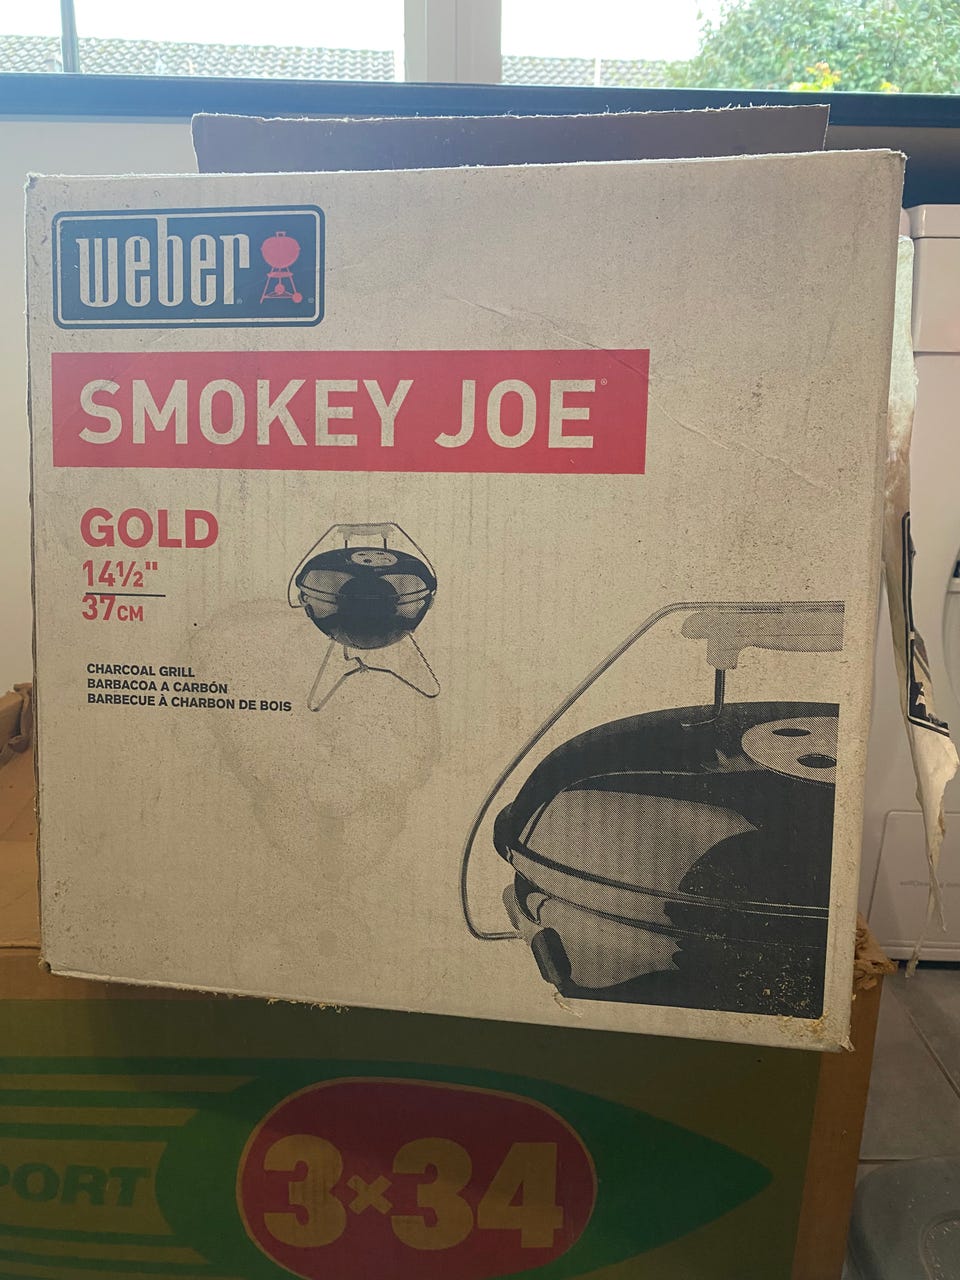 weber
SMOKEY JOE®
GOLD
14½"
37CM
CHARCOAL GRILL
BARBACOA A CARBÓN
BARBECUE À CHARBON DE BOIS
PORT
3×34